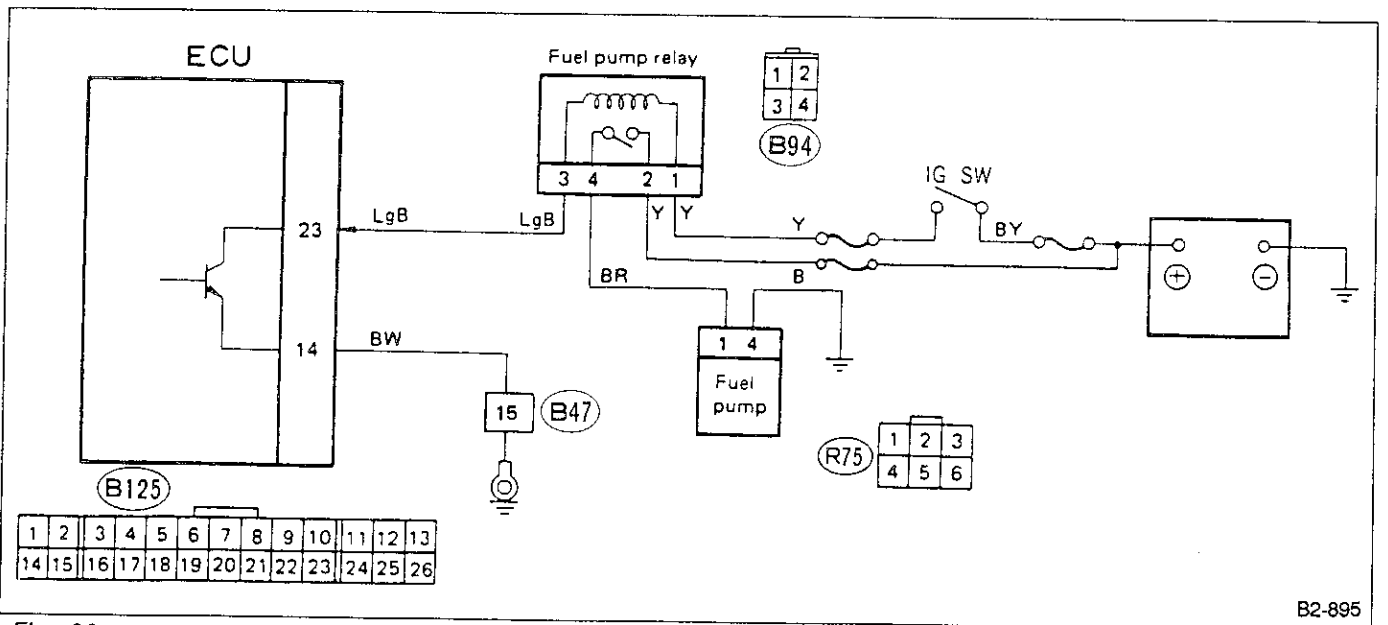 ECU
Fuel pump relay
1 2
3 4
B94
3 4 2 1
IG SW
23
LgB
LgB
Y Y
Y
BY
BR
B
+
-
14
BW
1 4
Fuel
pump
15
B47
R75
1 2 3
4 5 6
B125
1 2 3 4 5 6 7 8 9 10 11 12 13
14 15 16 17 18 19 20 21 22 23 24 25 26
B2-895